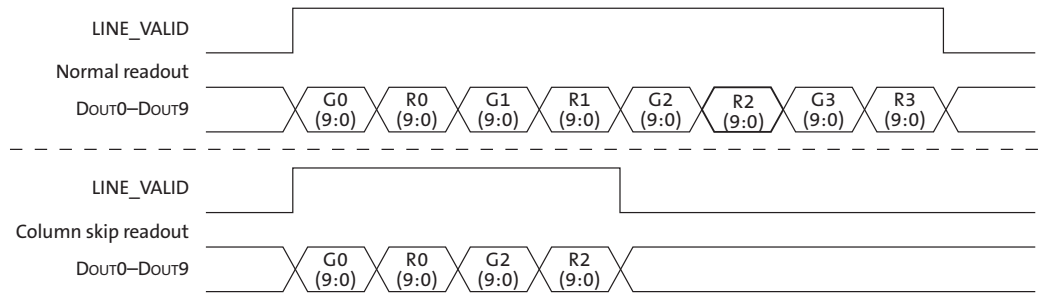 LINE_VALID
Normal readout
DOUT0–DOUT9
G0 (9:0)
R0 (9:0)
G1 (9:0)
R1 (9:0)
G2 (9:0)
R2 (9:0)
G3 (9:0)
R3 (9:0)
LINE_VALID
Column skip readout
DOUT0–DOUT9
G0 (9:0)
R0 (9:0)
G2 (9:0)
R2 (9:0)